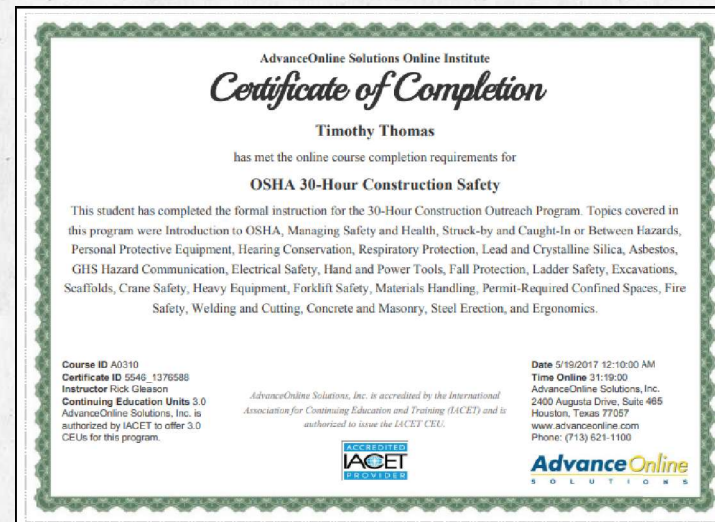 AdvanceOnline Solutions Online Institute
Certificate of Completion
Timothy Thomas
has met the online course completion requirements for
OSHA 30-Hour Construction Safety
This student has completed the formal instruction for the 30-Hour Construction Outreach Program. Topics covered in
this program were Introduction to OSHA, Managing Safety and Health, Struck-by and Caught-In or Between Hazards,
Personal Protective Equipment, Hearing Conservation, Respiratory Protection, Lead and Crystalline Silica, Asbestos,
GHS Hazard Communication, Electrical Safety, Hand and Power Tools, Fall Protection, Ladder Safety, Excavations,
Scaffolds, Crane Safety, Heavy Equipment, Forklift Safety, Materials Handling, Permit-Required Confined Spaces, Fire
Safety, Welding and Cutting, Concrete and Masonry, Steel Erection, and Ergonomics.
Course ID A0310
Certificate ID 5546_1376588
Instructor Rick Gleason
Continuing Education Units 3.0
AdvanceOnline Solutions, Inc. is
authorized by IACET to offer 3.0
CEUs for this program.
AdvanceOnline Solutions, Inc. is accredited by the International
Association for Continuing Education and Training (IACET) and is
authorized to issue the IACET CEU.
ACCREDITED
IACET
PROVIDER
Date 5/19/2017 12:10:00 AM
Time Online 31:19:00
AdvanceOnline Solutions, Inc.
2400 Augusta Drive, Suite 465
Houston, Texas 77057
www.advanceonline.com
Phone: (713) 621-1100
AdvanceOnline
SOLUTIONS